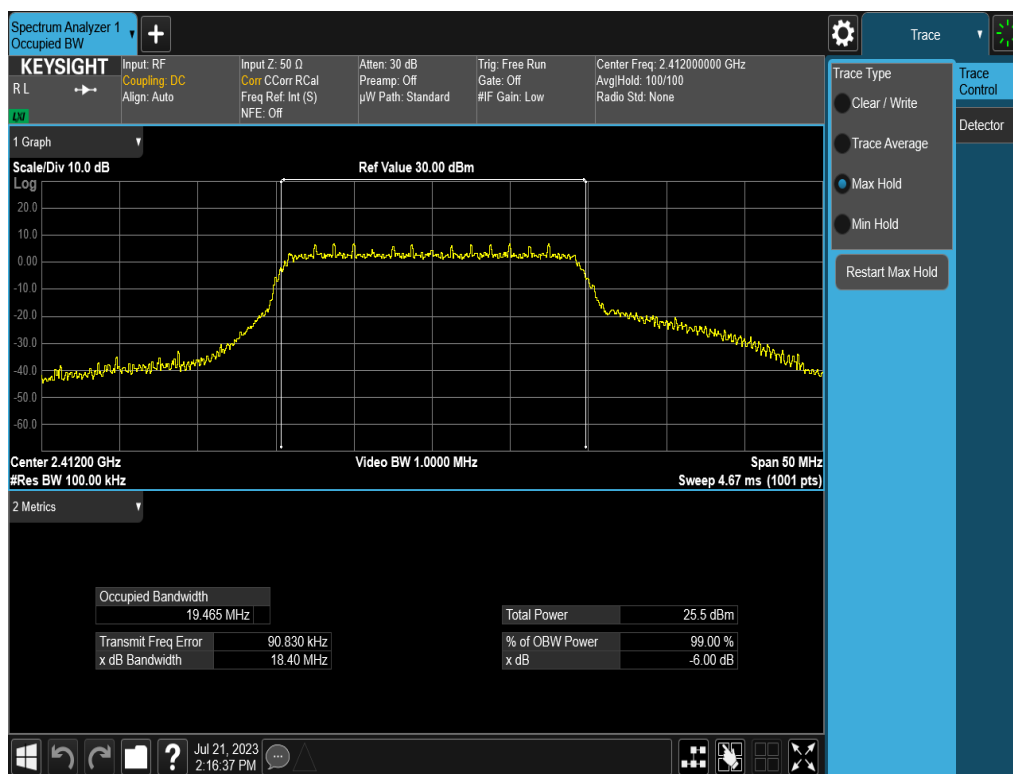 Spectrum Analyzer 1
Occupied BW
+
Trace
KEYSIGHT
R L
LXI
Input: RF
Coupling: DC
Align: Auto
Input Z: 50 Ω
Corr CCorr RCal
Freq Ref: Int (S)
NFE: Off
Atten: 30 dB
Preamp: Off
µW Path: Standard
Trig: Free Run
Gate: Off
#IF Gain: Low
Center Freq: 2.412000000 GHz
Avg|Hold: 100/100
Radio Std: None
Trace Type
Clear / Write
Trace Average
Max Hold
Min Hold
Restart Max Hold
Trace
Control
Detector
1 Graph
Scale/Div 10.0 dB
Ref Value 30.00 dBm
Log
20.0
10.0
0.00
-10.0
-20.0
-30.0
-40.0
-50.0
-60.0
Center 2.41200 GHz
Video BW 1.0000 MHz
Span 50 MHz
#Res BW 100.00 kHz
Sweep 4.67 ms (1001 pts)
2 Metrics
Occupied Bandwidth
19.465 MHz
Total Power 25.5 dBm
Transmit Freq Error 90.830 kHz
% of OBW Power 99.00 %
x dB Bandwidth 18.40 MHz
x dB -6.00 dB
?
Jul 21, 2023
2:16:37 PM